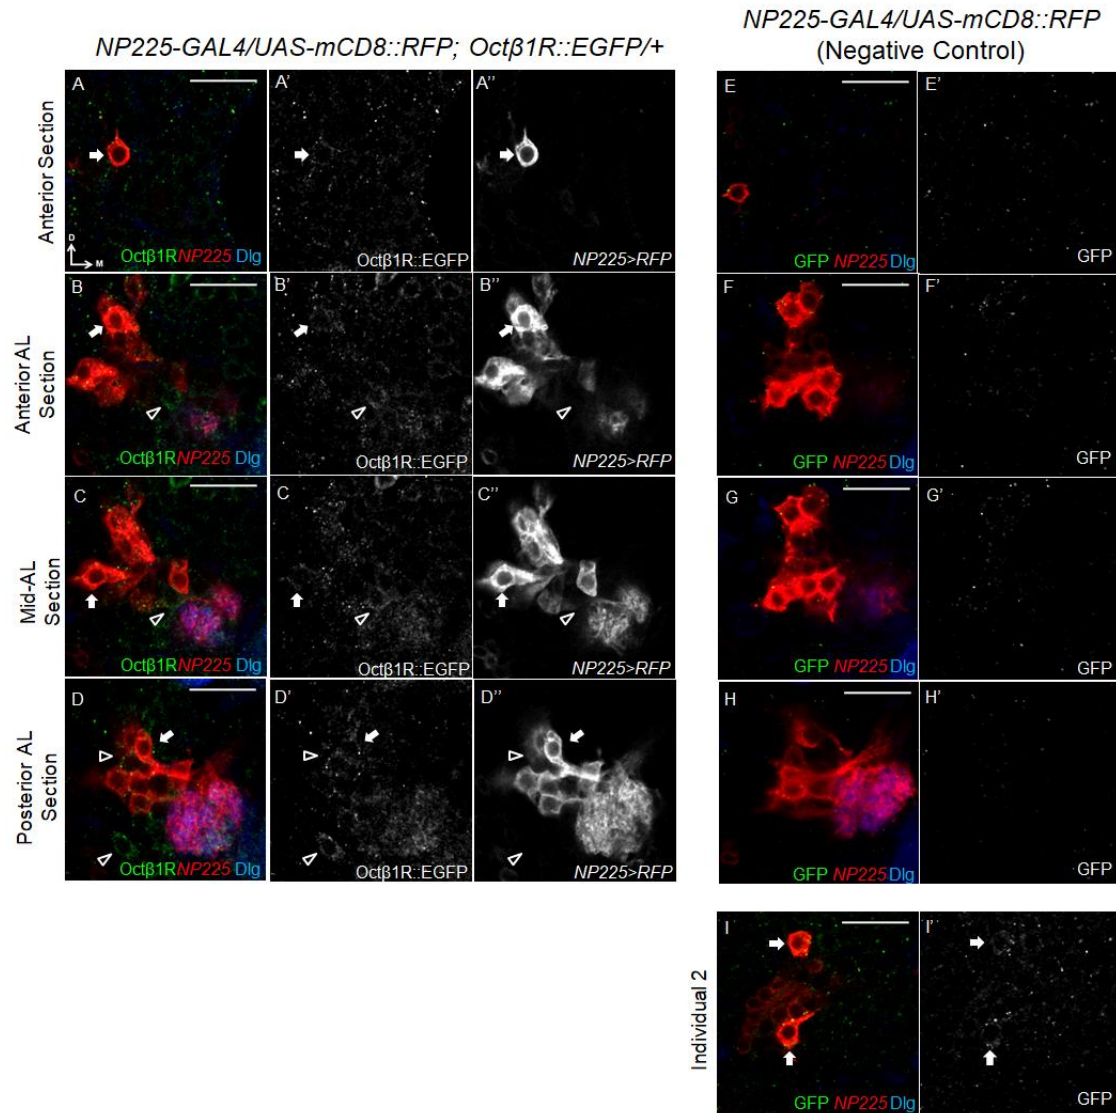 NP225-GAL4/UAS-mCD8::RFP; Octβ1R::EGFP/+
NP225-GAL4/UAS-mCD8::RFP
(Negative Control)
Anterior Section
A
D
M
Octβ1R NP225 Dlg
A'
Octβ1R::EGFP
A''
NP225>RFP
E
GFP NP225 Dlg
E'
GFP
Anterior AL
Section
B
Octβ1R NP225 Dlg
B'
Octβ1R::EGFP
B''
NP225>RFP
F
GFP NP225 Dlg
F'
GFP
Mid-AL
Section
C
Octβ1R NP225 Dlg
C
Octβ1R::EGFP
C''
NP225>RFP
G
GFP NP225 Dlg
G'
GFP
Posterior AL
Section
D
Octβ1R NP225 Dlg
D'
Octβ1R::EGFP
D''
NP225>RFP
H
GFP NP225 Dlg
H'
GFP
Individual 2
I
GFP NP225 Dlg
I'
GFP